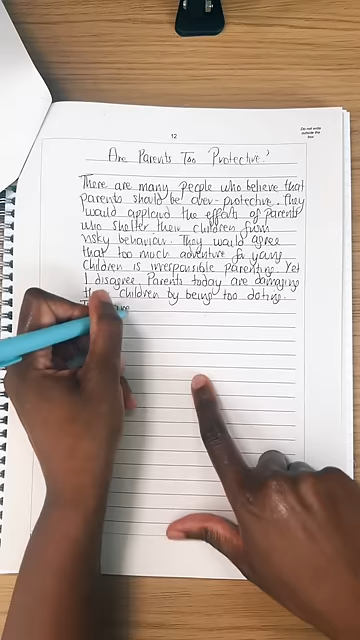 Do not write
outside the
box
12
Are Parents Too Protective?
There are many people who believe that
parents should be over-protective. They
would applaud the efforts of parents
who shelter their children from
risky behaviour. They would agree
that too much adventure for young
children is irresponsible parenting. Yet
I disagree. Parents today are damaging
children by being too doting.